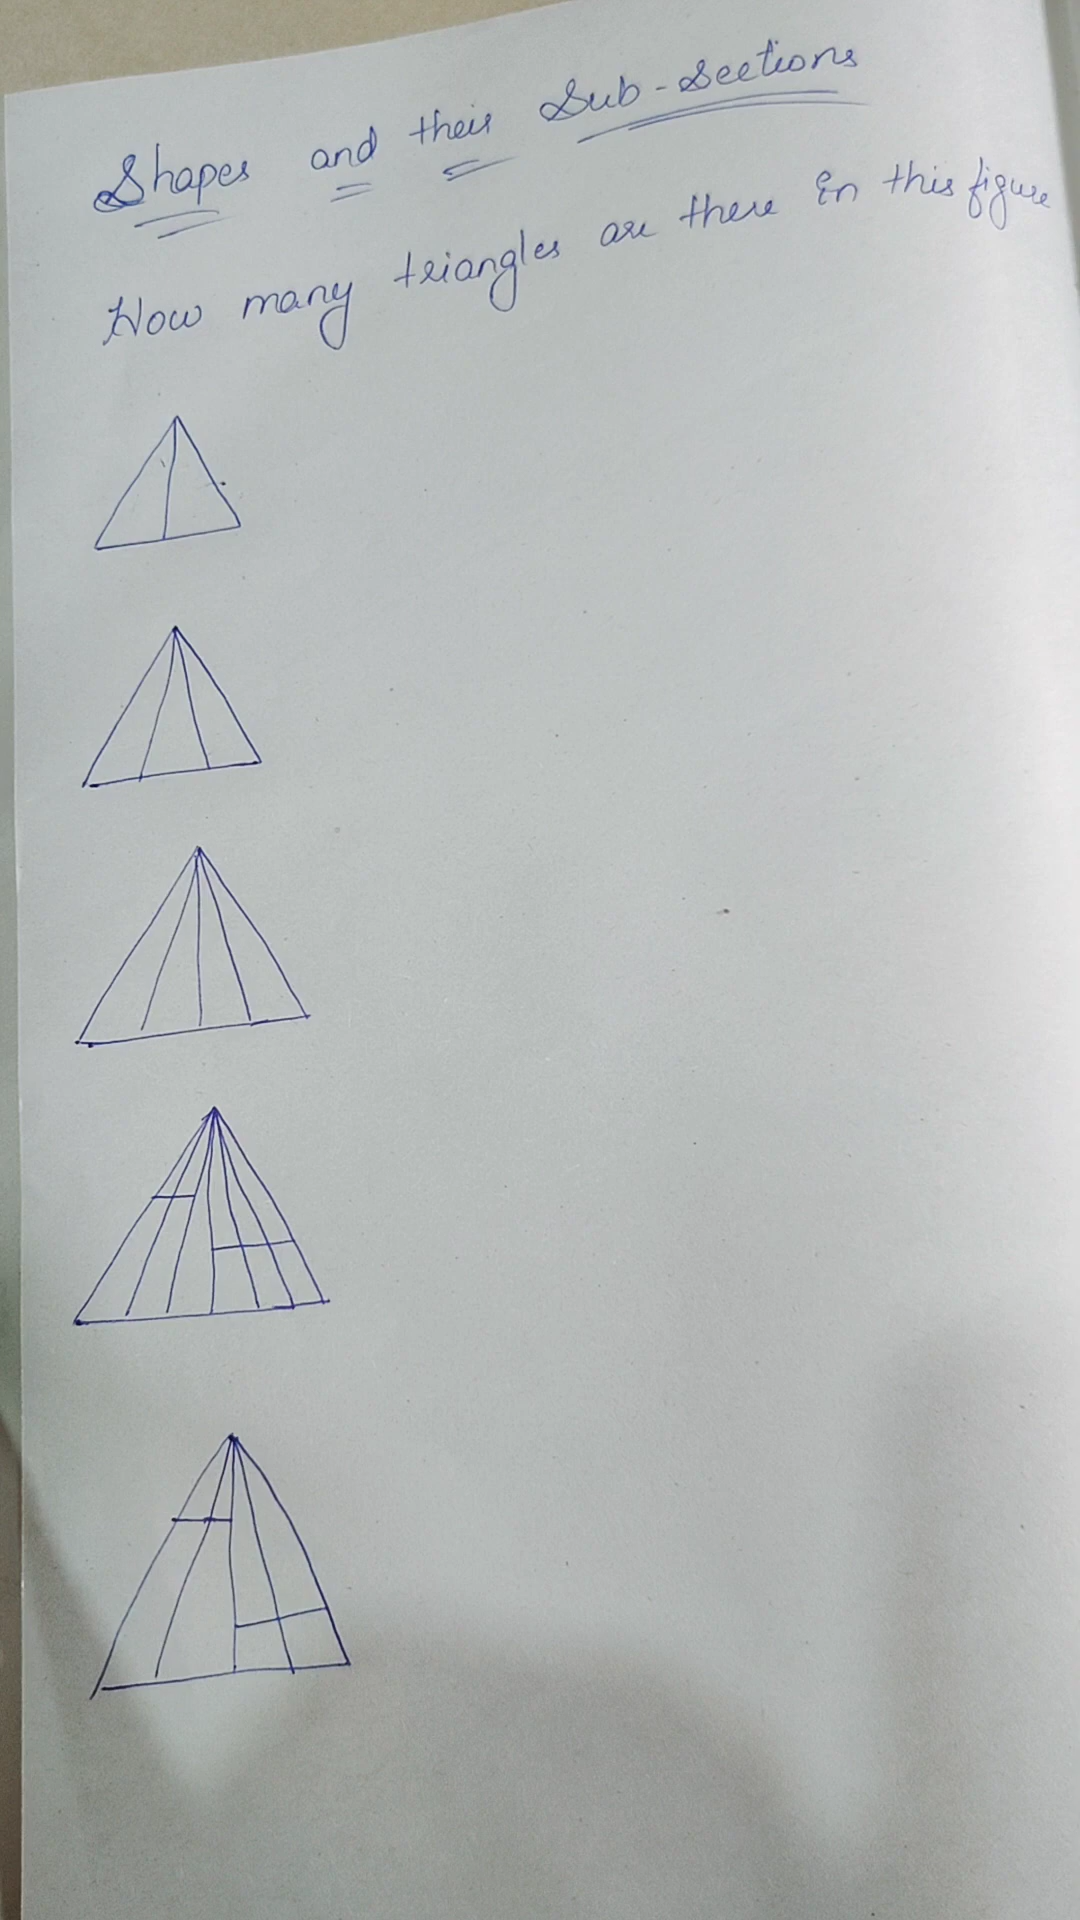 Shapes and their Sub-Sections
How many triangles are there in this figure